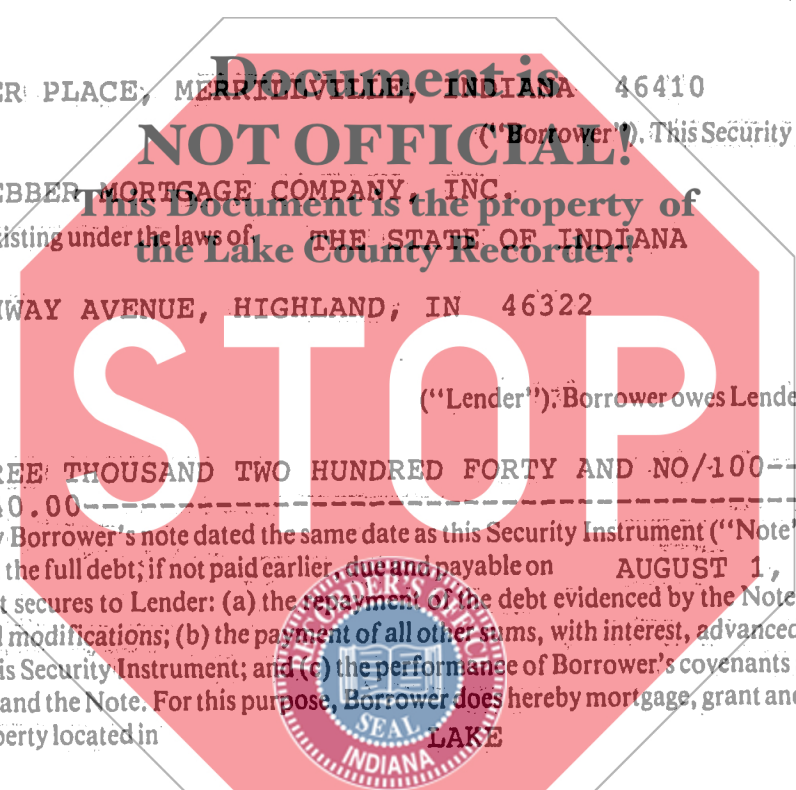 Document is
ER PLACE, MERRILLVILLE, INDIANA 46410
NOT OFFICIAL!
("Borrower"). This Security
EBBER MORTGAGE COMPANY, INC.
This Document is the property of
isting under the laws of THE STATE OF INDIANA
the Lake County Recorder!
WAY AVENUE, HIGHLAND, IN 46322
STOP
("Lender"). Borrower owes Lende
REE THOUSAND TWO HUNDRED FORTY AND NO/100--
40.00------------------------------------------------
y Borrower's note dated the same date as this Security Instrument ("Note"
the full debt, if not paid earlier, due and payable on AUGUST 1,
t secures to Lender: (a) the repayment of the debt evidenced by the Note
l modifications; (b) the payment of all other sums, with interest, advanced
is Security Instrument; and (c) the performance of Borrower's covenants
and the Note. For this purpose, Borrower does hereby mortgage, grant and
perty located in LAKE
RECORDER'S OFFICE
SEAL
INDIANA